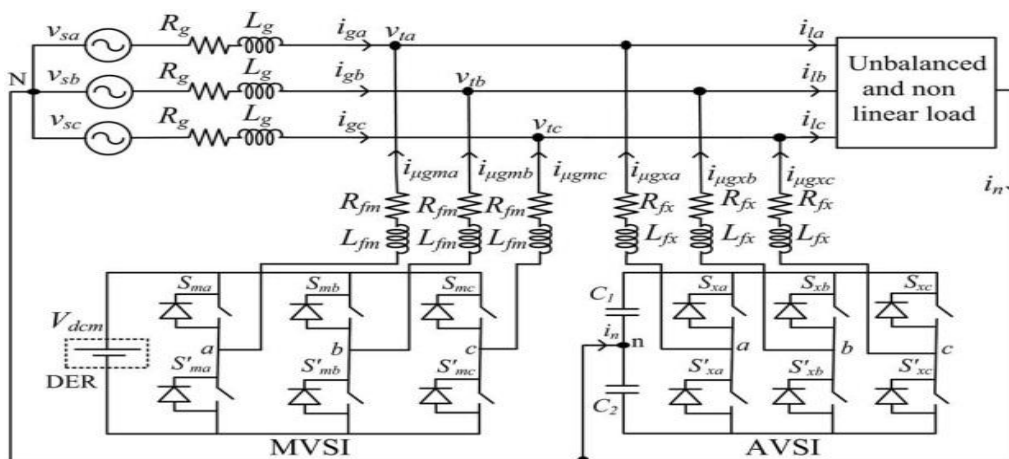 v_sa R_g L_g i_ga v_ta i_la
N v_sb R_g L_g i_gb v_tb i_lb
v_sc R_g L_g i_gc v_tc i_lc
Unbalanced
and non
linear load
i_μgma i_μgmb i_μgmc i_μgxa i_μgxb i_μgxc i_n
R_fm R_fm R_fm R_fx R_fx R_fx
L_fm L_fm L_fm L_fx L_fx L_fx
S_ma S_mb S_mc C_1 S_xa S_xb S_xc
V_dcm a b c i_n n a b c
DER S'_ma S'_mb S'_mc C_2 S'_xa S'_xb S'_xc
MVSI AVSI